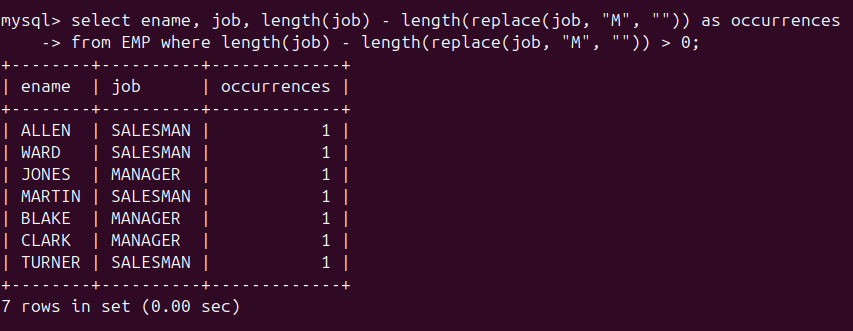 mysql> select ename, job, length(job) - length(replace(job, "M", "")) as occurrences
    -> from EMP where length(job) - length(replace(job, "M", "")) > 0;
+--------+----------+-------------+
| ename  | job      | occurrences |
+--------+----------+-------------+
| ALLEN  | SALESMAN |           1 |
| WARD   | SALESMAN |           1 |
| JONES  | MANAGER  |           1 |
| MARTIN | SALESMAN |           1 |
| BLAKE  | MANAGER  |           1 |
| CLARK  | MANAGER  |           1 |
| TURNER | SALESMAN |           1 |
+--------+----------+-------------+
7 rows in set (0.00 sec)